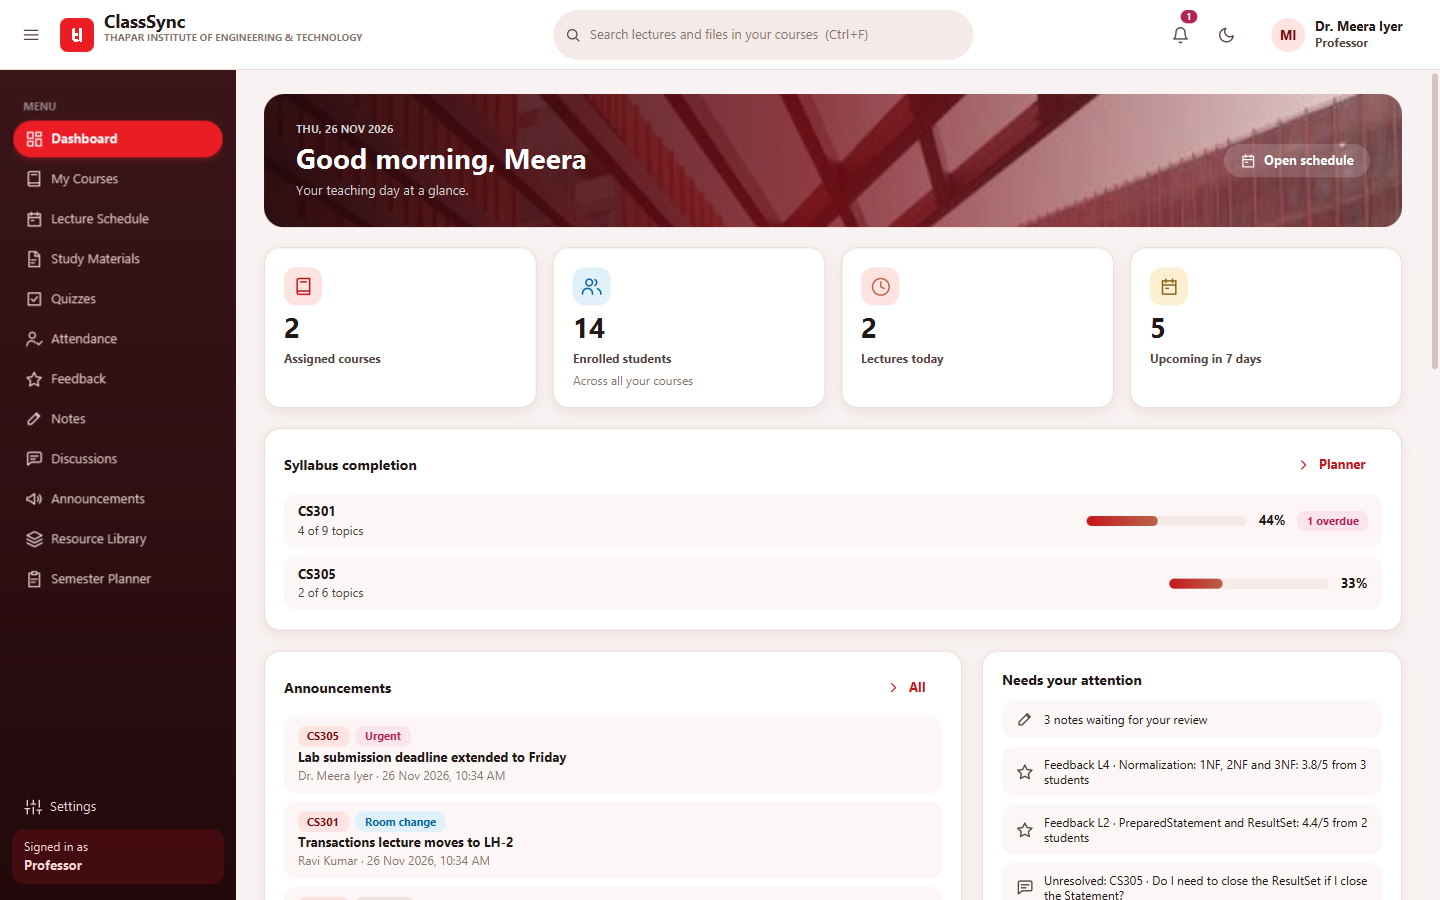 ClassSync
THAPAR INSTITUTE OF ENGINEERING & TECHNOLOGY
Search lectures and files in your courses (Ctrl+F)
1
MI
Dr. Meera Iyer
Professor
MENU
Dashboard
My Courses
Lecture Schedule
Study Materials
Quizzes
Attendance
Feedback
Notes
Discussions
Announcements
Resource Library
Semester Planner
Settings
Signed in as
Professor
THU, 26 NOV 2026
Good morning, Meera
Your teaching day at a glance.
Open schedule
2
Assigned courses
14
Enrolled students
Across all your courses
2
Lectures today
5
Upcoming in 7 days
Syllabus completion
Planner
CS301
4 of 9 topics
44%
1 overdue
CS305
2 of 6 topics
33%
Announcements
All
CS305 Urgent
Lab submission deadline extended to Friday
Dr. Meera Iyer · 26 Nov 2026, 10:34 AM
CS301 Room change
Transactions lecture moves to LH-2
Ravi Kumar · 26 Nov 2026, 10:34 AM
Needs your attention
3 notes waiting for your review
Feedback L4 · Normalization: 1NF, 2NF and 3NF: 3.8/5 from 3
students
Feedback L2 · PreparedStatement and ResultSet: 4.4/5 from 2
students
Unresolved: CS305 · Do I need to close the ResultSet if I close
the Statement?